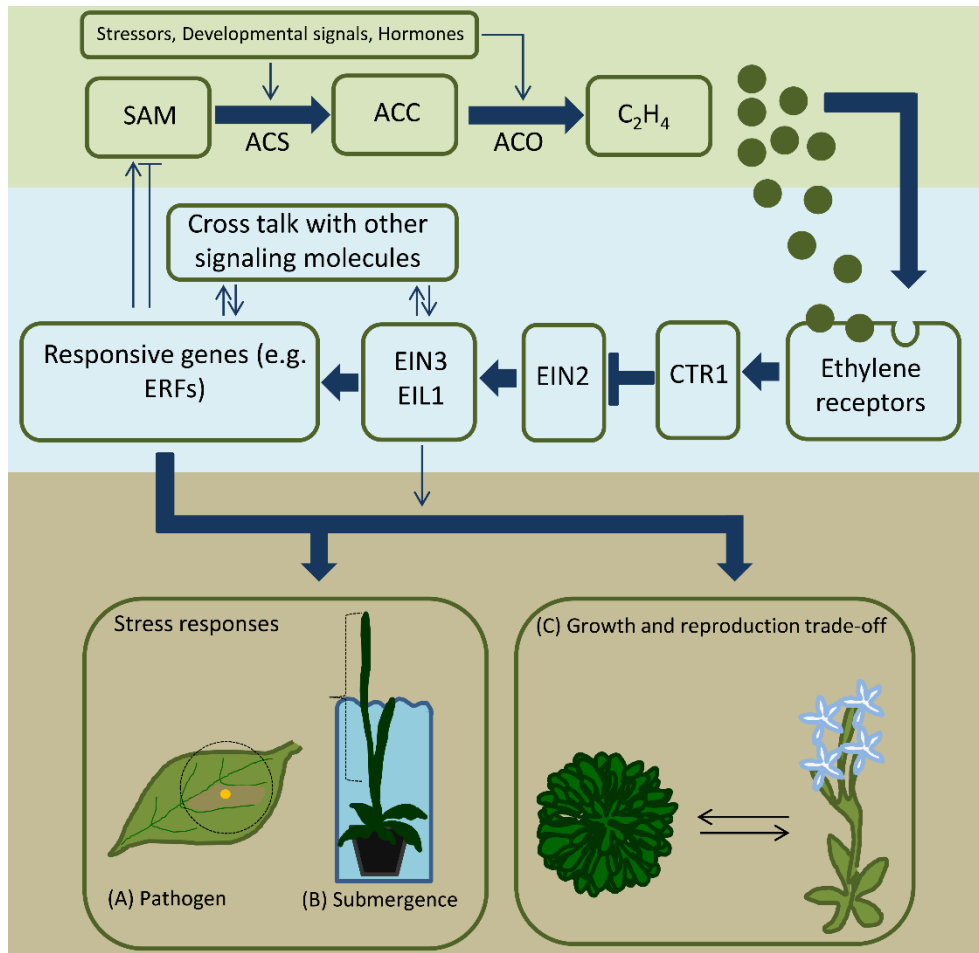 Stressors, Developmental signals, Hormones
SAM
ACS
ACC
ACO
C₂H₄
Cross talk with other
signaling molecules
Responsive genes (e.g.
ERFs)
EIN3
EIL1
EIN2
CTR1
Ethylene
receptors
Stress responses
(A) Pathogen
(B) Submergence
(C) Growth and reproduction trade-off